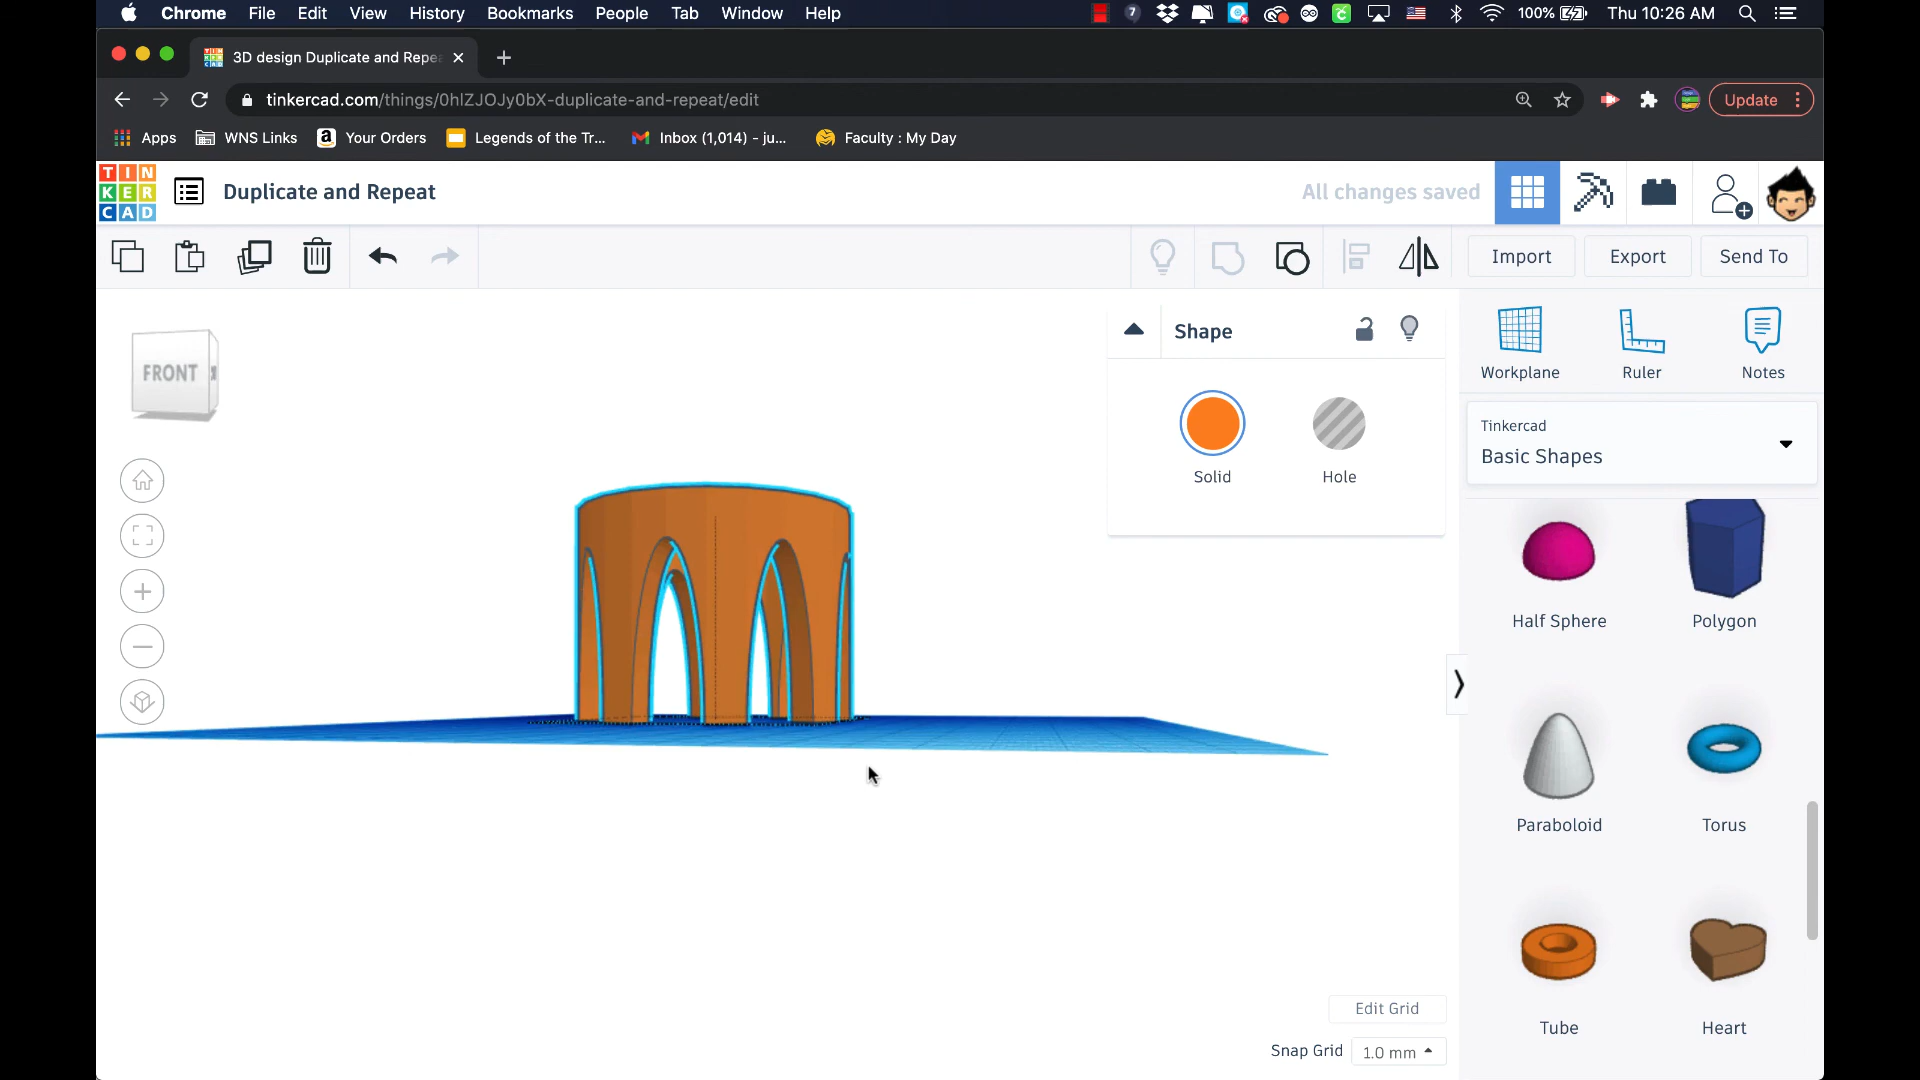 Chrome File Edit View History Bookmarks People Tab Window Help 7 100% Thu 10:26 AM
3D design Duplicate and Repe
tinkercad.com/things/0hlZJOJy0bX-duplicate-and-repeat/edit Update
Apps WNS Links a Your Orders Legends of the Tr... Inbox (1,014) - ju... Faculty : My Day
TIN
KER
CAD
Duplicate and Repeat
All changes saved
Import Export Send To
FRONT
Shape
Solid Hole
Workplane Ruler Notes
Tinkercad
Basic Shapes
Half Sphere Polygon
Paraboloid Torus
Tube Heart
Edit Grid
Snap Grid 1.0 mm